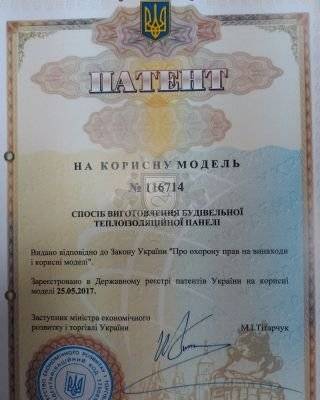 ПАТЕНТ
НА КОРИСНУ МОДЕЛЬ
№ 116714
СПОСІБ ВИГОТОВЛЕННЯ БУДІВЕЛЬНОЇ
ТЕПЛОІЗОЛЯЦІЙНОЇ ПАНЕЛІ
Видано відповідно до Закону України "Про охорону прав на винаходи
і корисні моделі".
Зареєстровано в Державному реєстрі патентів України на корисні
моделі 25.05.2017.
Заступник міністра економічного
розвитку і торгівлі України
М.І.Тітарчук